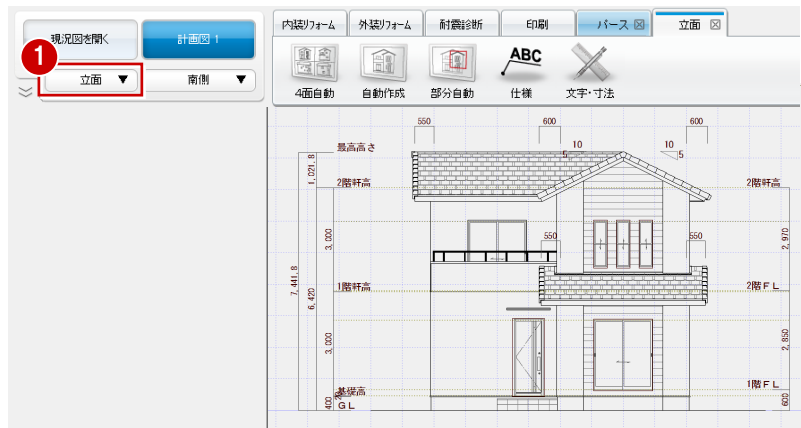 現況図を開く
計画図 1
1
立面 ▼
南側 ▼
内装リフォーム
外装リフォーム
耐震診断
印刷
パース
立面
4面自動
自動作成
部分自動
ABC
仕様
文字・寸法
550
600
600
最高高さ
10
5
10
5
1,021.8
2階軒高
2階軒高
3,000
550
550
2,970
7,441.8
6,420
1階軒高
2階FL
3,000
2,850
基礎高
1階FL
400
GL
600